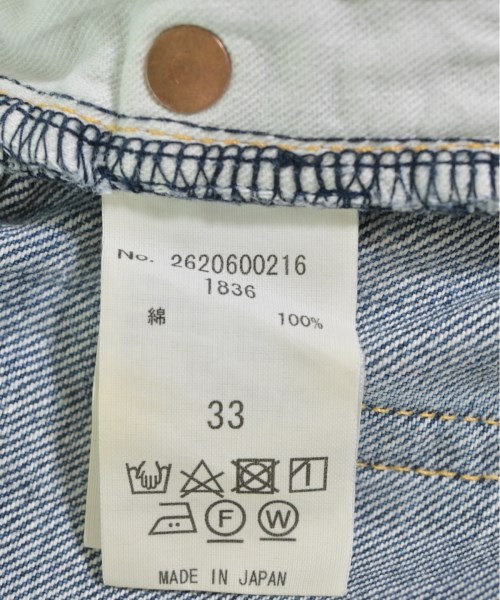 No. 2620600216
1836
綿 100%
33
F W
MADE IN JAPAN